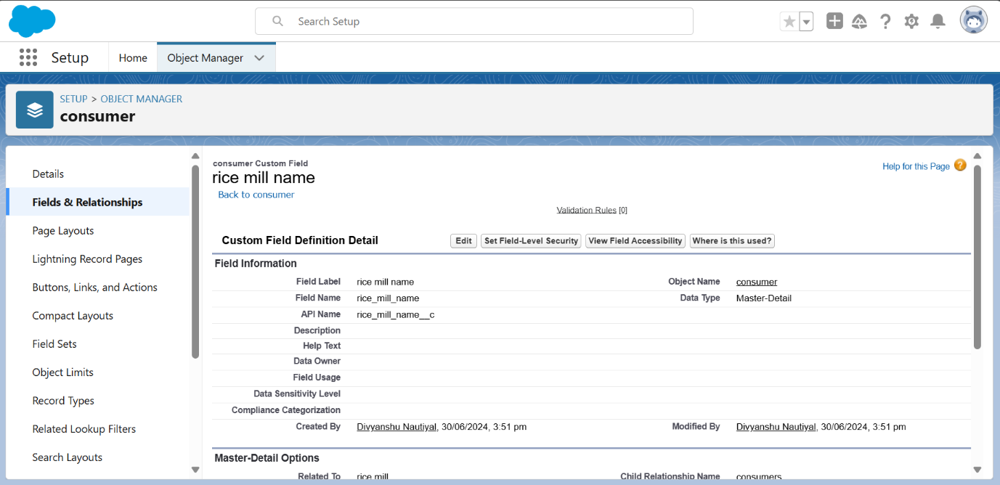 Search Setup
Setup
Home
Object Manager
SETUP > OBJECT MANAGER
consumer
Details
Fields & Relationships
Page Layouts
Lightning Record Pages
Buttons, Links, and Actions
Compact Layouts
Field Sets
Object Limits
Record Types
Related Lookup Filters
Search Layouts
consumer Custom Field
rice mill name
Back to consumer
Help for this Page ?
Validation Rules [0]
Custom Field Definition Detail Edit Set Field-Level Security View Field Accessibility Where is this used?
Field Information
Field Label rice mill name Object Name consumer
Field Name rice_mill_name Data Type Master-Detail
API Name rice_mill_name__c
Description
Help Text
Data Owner
Field Usage
Data Sensitivity Level
Compliance Categorization
Created By Divyanshu Nautiyal, 30/06/2024, 3:51 pm Modified By Divyanshu Nautiyal, 30/06/2024, 3:51 pm
Master-Detail Options
Related To rice mill Child Relationship Name consumers